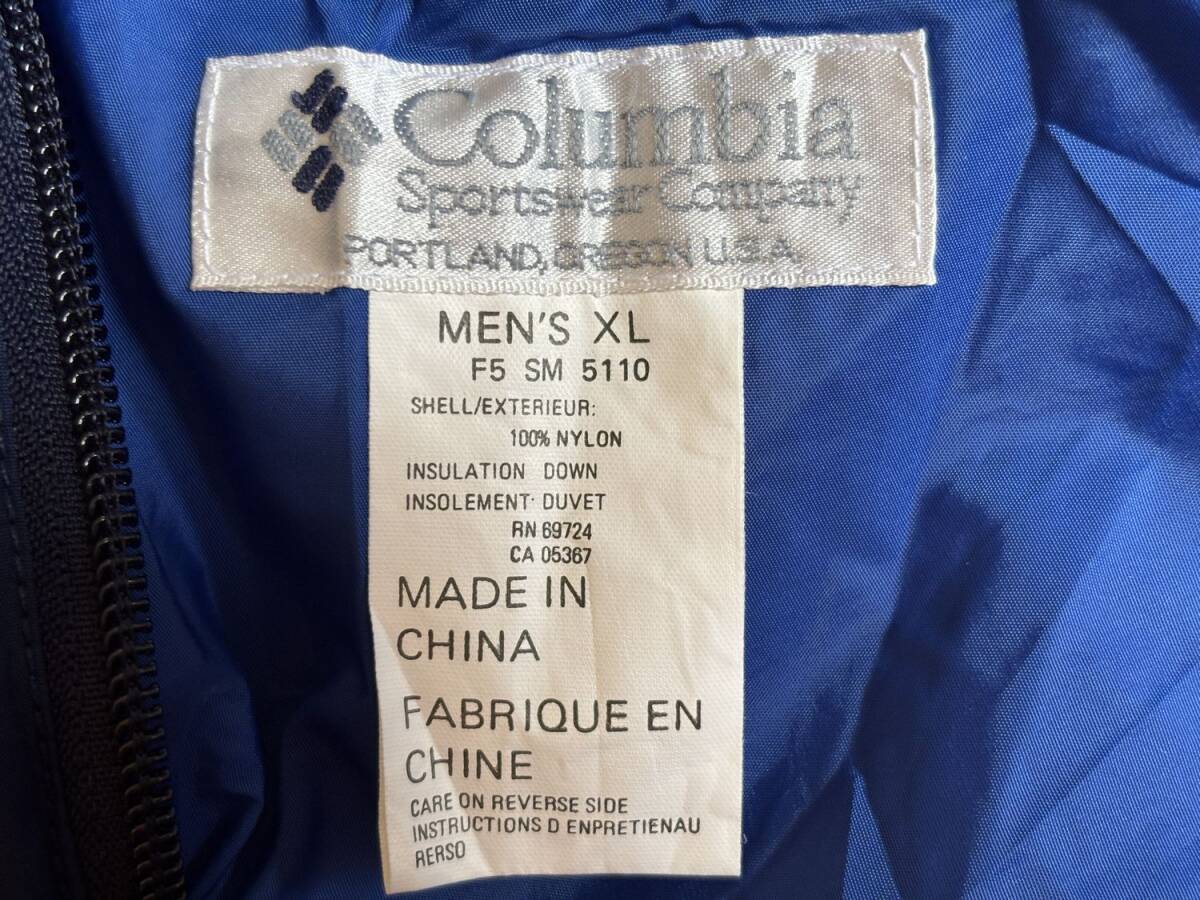 Columbia
Sportswear Company
PORTLAND, OREGON U.S.A.
MEN'S XL
F5 SM 5110
SHELL/EXTERIEUR:
100% NYLON
INSULATION DOWN
INSOLEMENT· DUVET
RN 69724
CA 05367
MADE IN
CHINA
FABRIQUE EN
CHINE
CARE ON REVERSE SIDE
INSTRUCTIONS D ENPRETIENAU
RERSO